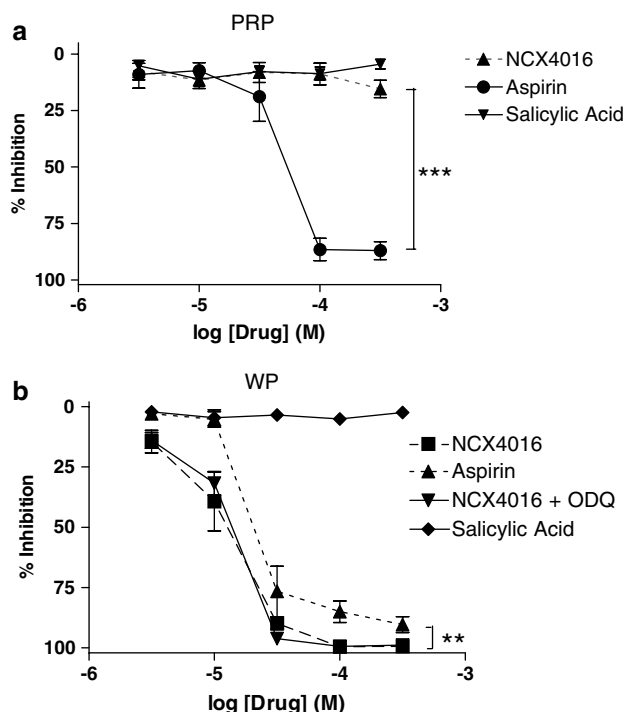 a
PRP
0
25
50
75
100
% Inhibition
-6
-5
-4
-3
log [Drug] (M)
NCX4016
Aspirin
Salicylic Acid
***
b
WP
0
25
50
75
100
% Inhibition
-6
-5
-4
-3
log [Drug] (M)
NCX4016
Aspirin
NCX4016 + ODQ
Salicylic Acid
**